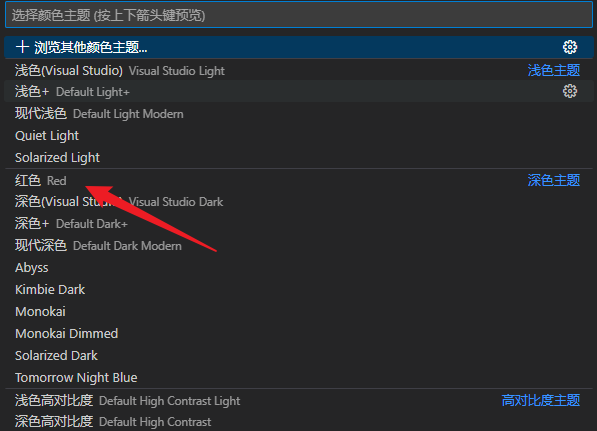 选择颜色主题 (按上下箭头键预览)
浏览其他颜色主题...
浅色(Visual Studio) Visual Studio Light 浅色主题
浅色+ Default Light+
现代浅色 Default Light Modern
Quiet Light
Solarized Light
红色 Red 深色主题
深色(Visual Studio) Visual Studio Dark
深色+ Default Dark+
现代深色 Default Dark Modern
Abyss
Kimbie Dark
Monokai
Monokai Dimmed
Solarized Dark
Tomorrow Night Blue
浅色高对比度 Default High Contrast Light 高对比度主题
深色高对比度 Default High Contrast